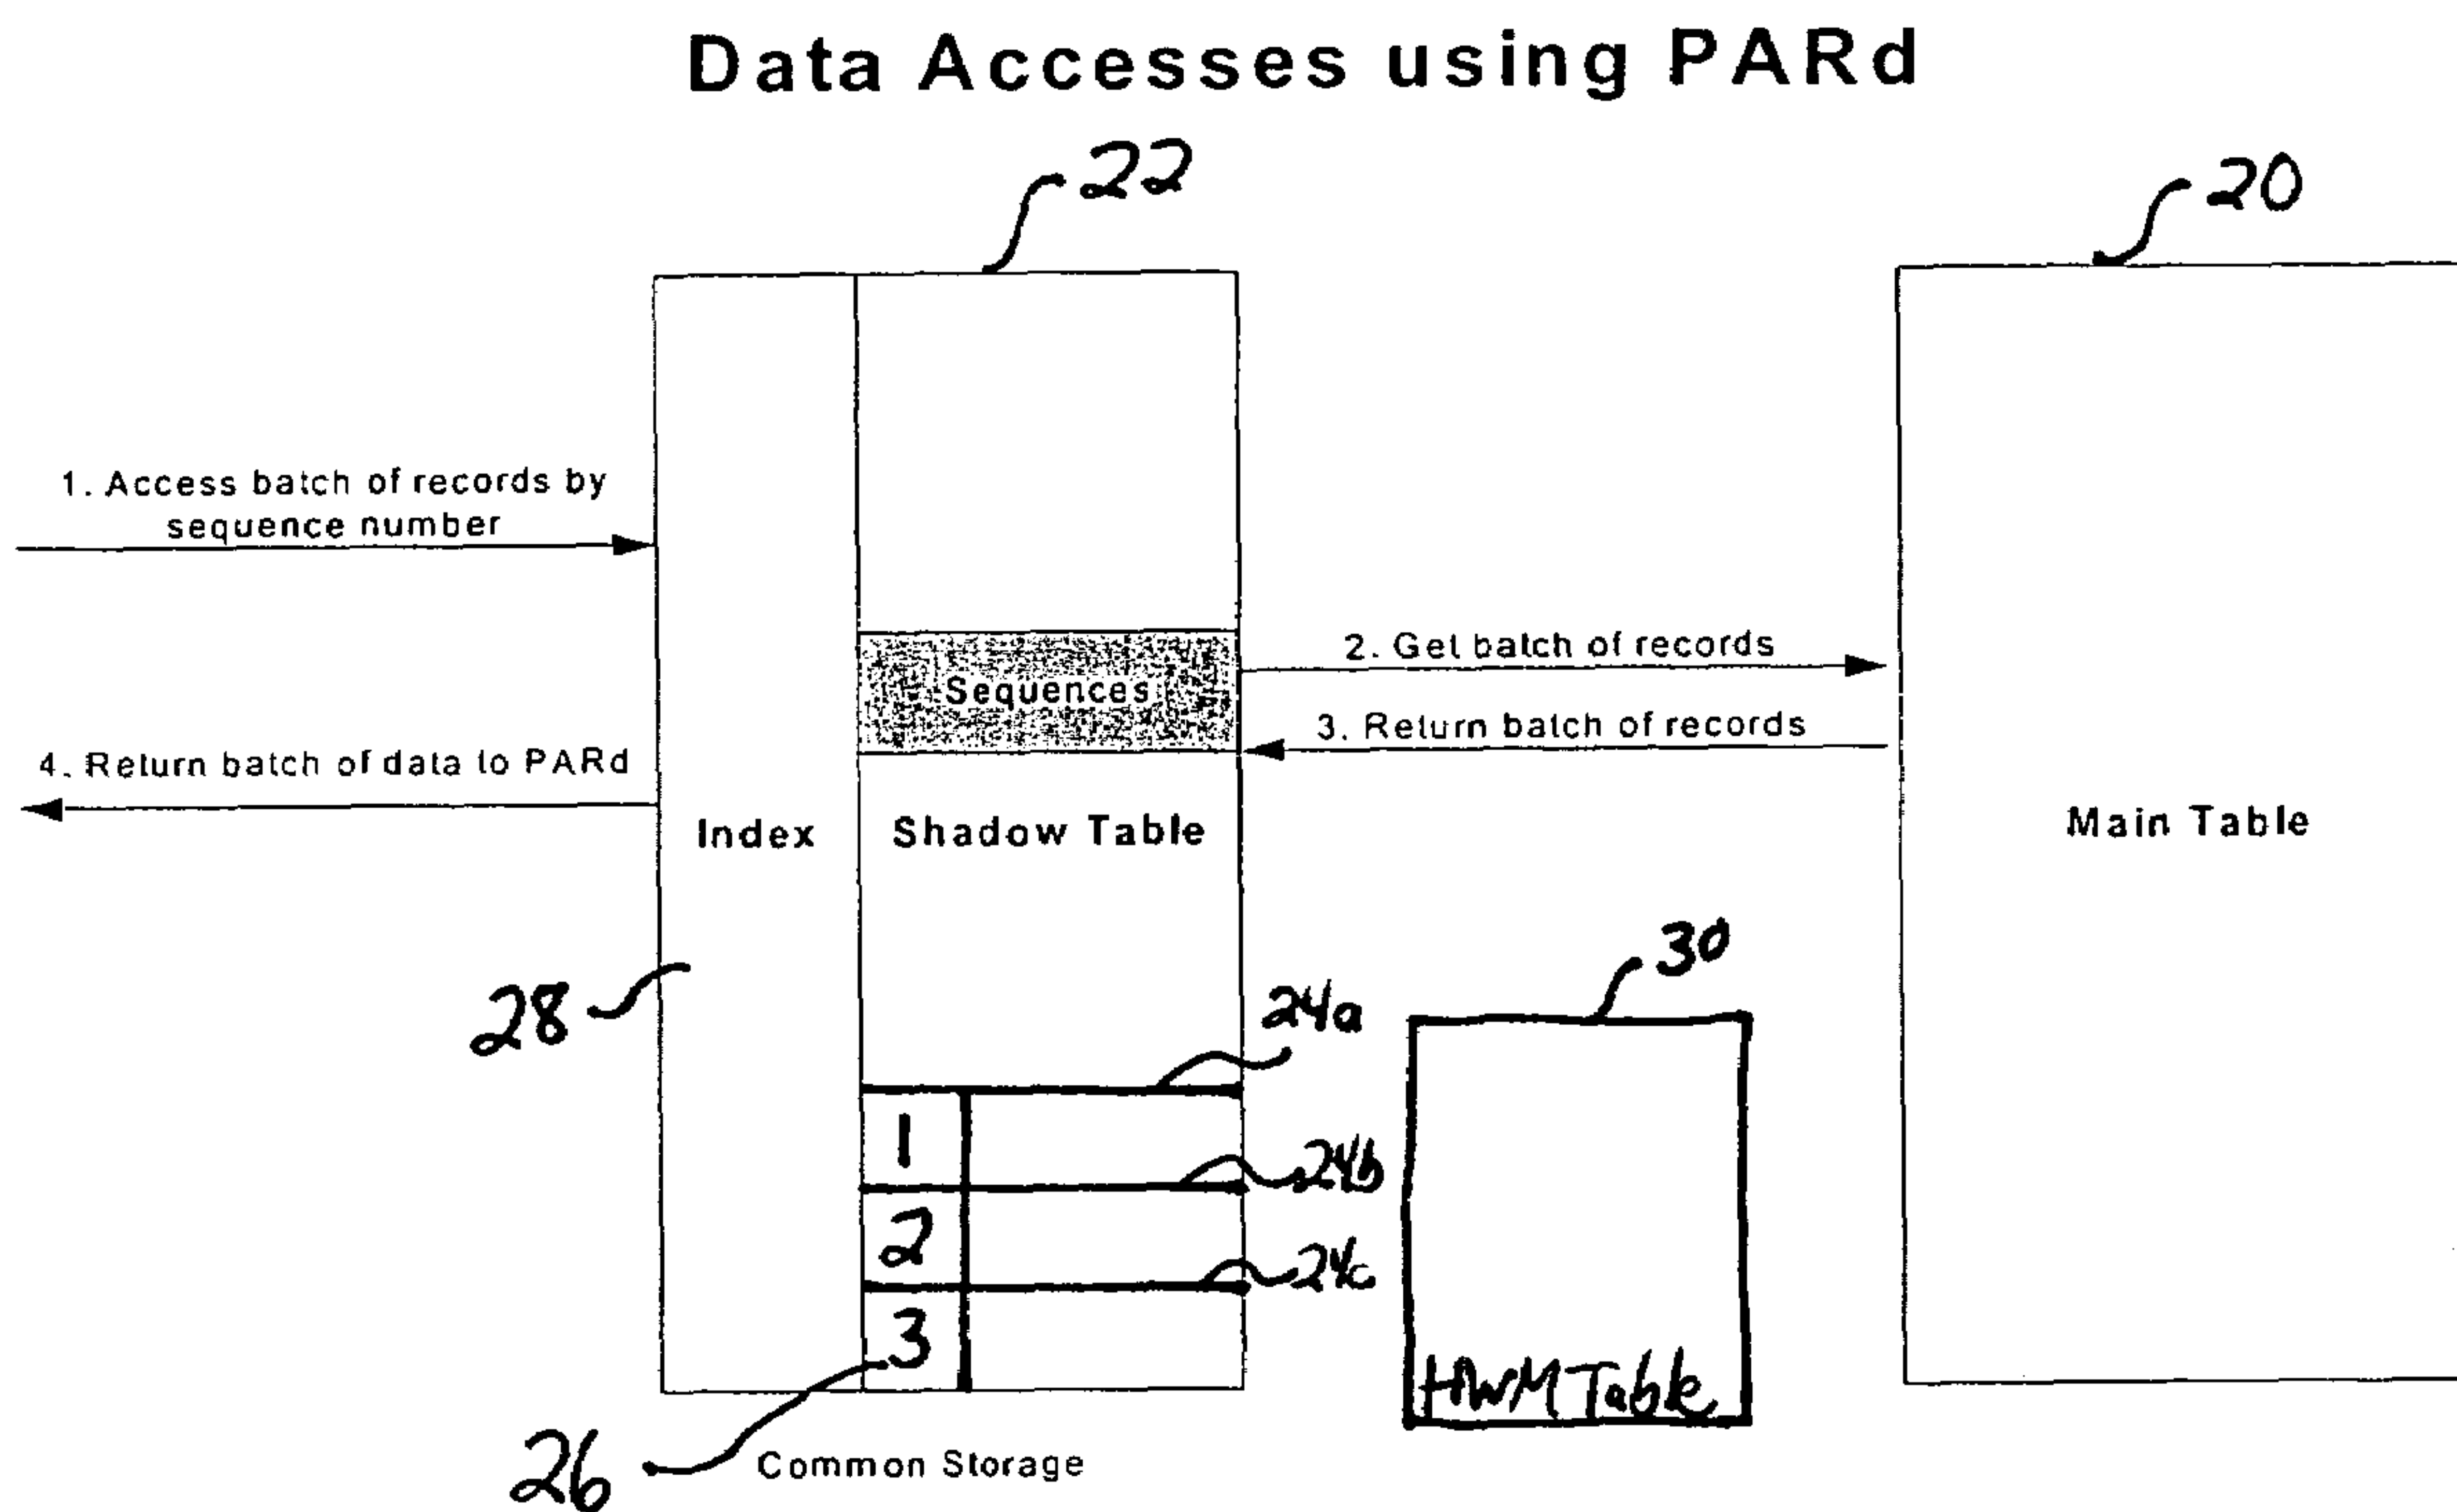 Data Accesses using PARd
22
20
1. Access batch of records by
sequence number
2. Get batch of records
Sequences
3. Return batch of records
4. Return batch of data to PARd
Index
Shadow Table
Main Table
30
28
24a
1
24b
2
24c
3
HWM Table
26
Common Storage